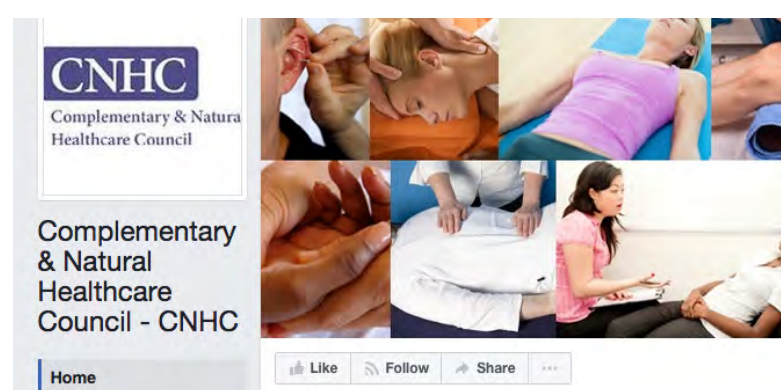 CNHC
Complementary & Natura
Healthcare Council
Complementary
& Natural
Healthcare
Council - CNHC
Home
Like
Follow
Share
...